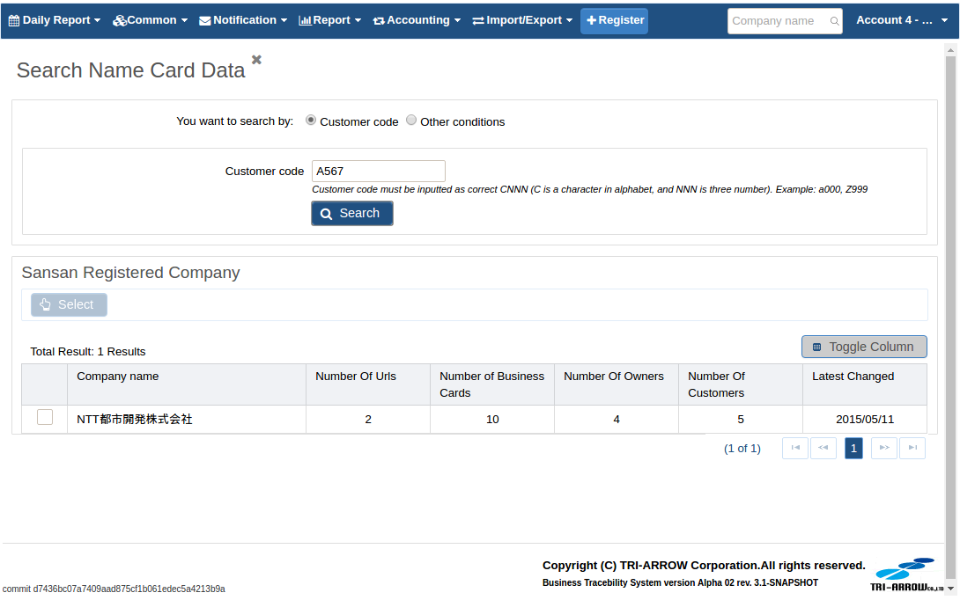 Daily Report Common Notification Report Accounting Import/Export Register Company name Account 4 - ...
Search Name Card Data
You want to search by: Customer code Other conditions
Customer code A567
Customer code must be inputted as correct CNNN (C is a character in alphabet, and NNN is three number). Example: a000, Z999
Search
Sansan Registered Company
Select
Total Result: 1 Results
Toggle Column
Company name Number Of Urls Number of Business Cards Number Of Owners Number Of Customers Latest Changed
NTT都市開発株式会社 2 10 4 5 2015/05/11
(1 of 1) 1
Copyright (C) TRI-ARROW Corporation.All rights reserved.
Business Tracebility System version Alpha 02 rev. 3.1-SNAPSHOT
TRI-ARROW CO.,LTD
commit d7436bc07a7409aad875cf1b061edec5a4213b9a